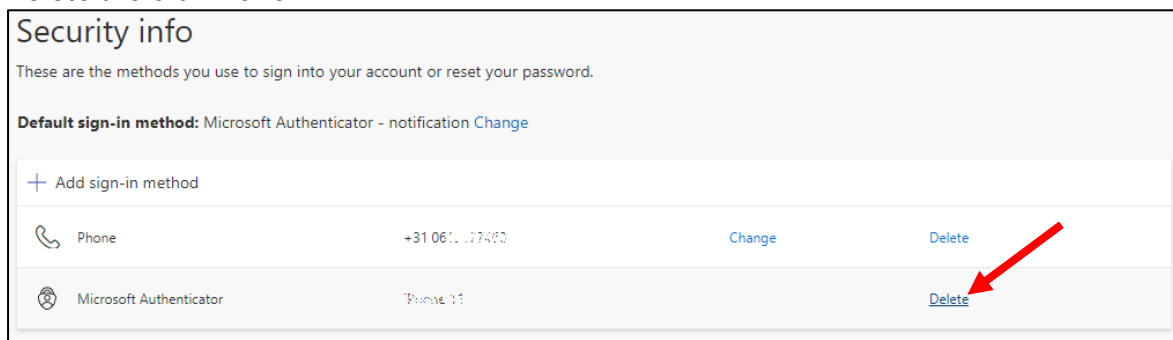 Security info
These are the methods you use to sign into your account or reset your password.
Default sign-in method: Microsoft Authenticator - notification Change
Add sign-in method
Phone +31 Change Delete
Microsoft Authenticator Delete